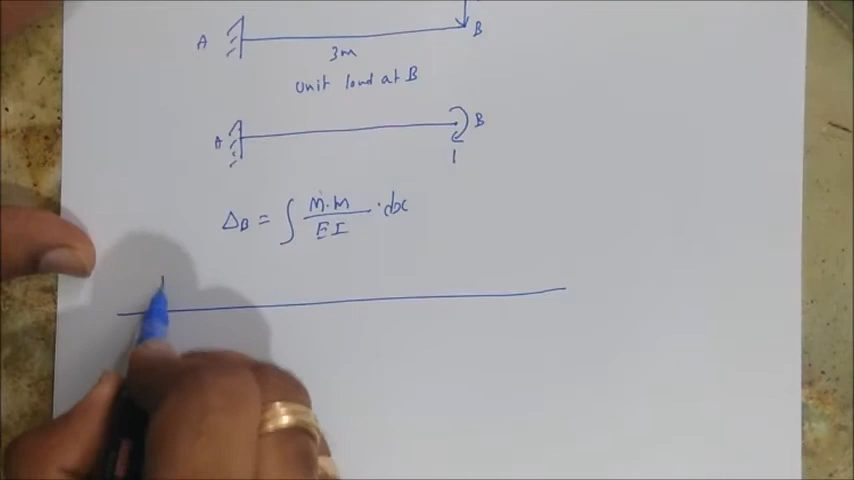 A B
3m
Unit load at B
A B
1
ΔB = ∫ M.M / EI . dx